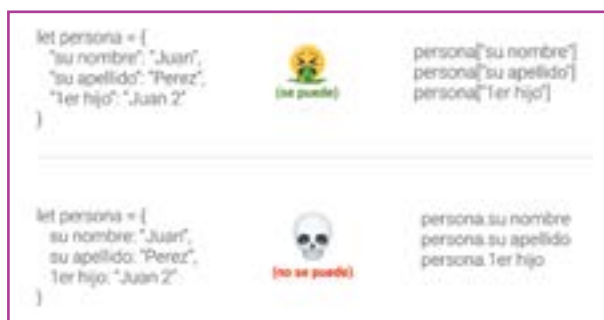 let persona = {
"su nombre": "Juan",
"su apellido": "Perez",
"1er hijo": "Juan 2"
}
(se puede)
persona["su nombre"]
persona["su apellido"]
persona["1er hijo"]
let persona = {
su nombre: "Juan",
su apellido: "Perez",
1er hijo: "Juan 2"
}
(no se puede)
persona.su nombre
persona.su apellido
persona.1er hijo